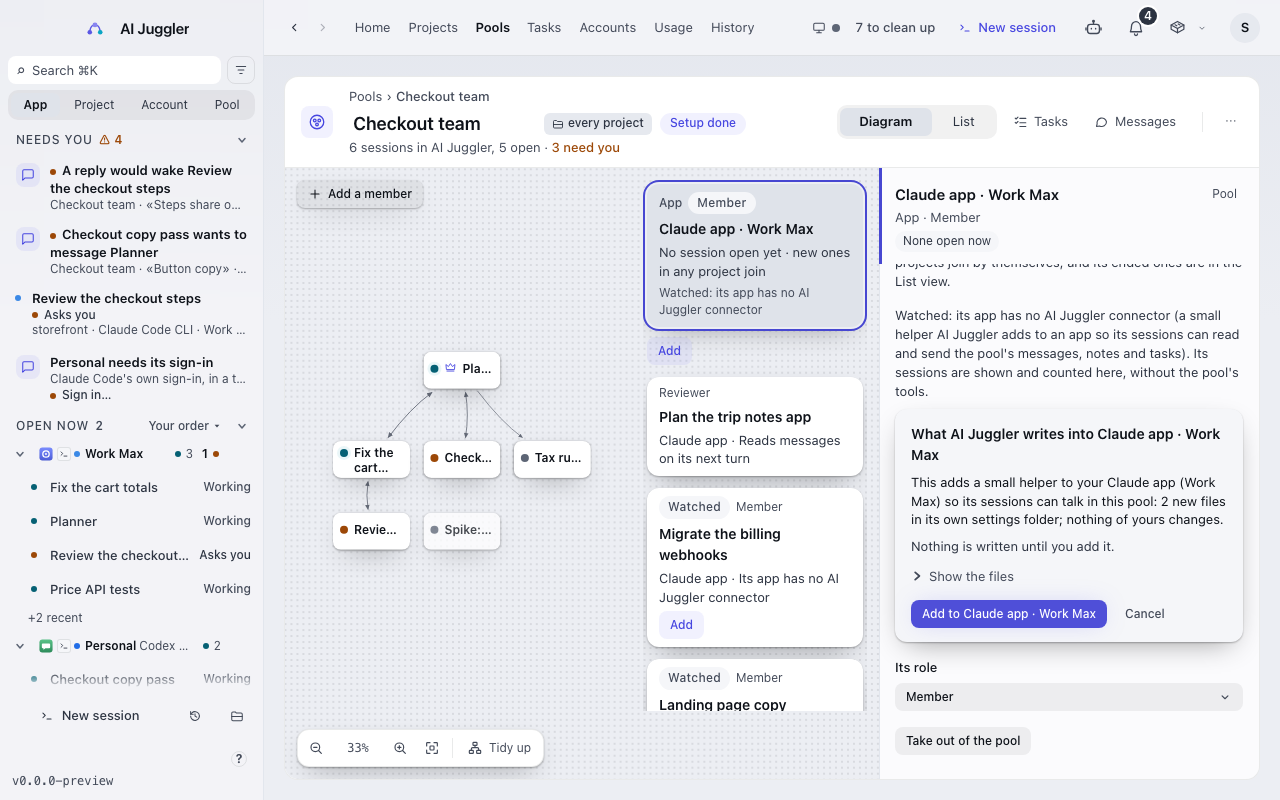 AI Juggler
Search ⌘K
App Project Account Pool
NEEDS YOU 4
A reply would wake Review
the checkout steps
Checkout team · «Steps share o...
Checkout copy pass wants to
message Planner
Checkout team · «Button copy» ·...
Review the checkout steps
Asks you
storefront · Claude Code CLI · Work ...
Personal needs its sign-in
Claude Code's own sign-in, in a t...
Sign in...
OPEN NOW 2 Your order
Work Max 3 1
Fix the cart totals Working
Planner Working
Review the checkout... Asks you
Price API tests Working
+2 recent
Personal Codex ... 2
Checkout copy pass Working
New session
?
v0.0.0-preview
Home Projects Pools Tasks Accounts Usage History
7 to clean up New session 4 S
Pools › Checkout team
Checkout team every project Setup done
6 sessions in AI Juggler, 5 open · 3 need you
Diagram List Tasks Messages ...
+ Add a member
Pla...
Fix the
cart...
Check...
Tax ru...
Revie...
Spike:...
33% Tidy up
App Member
Claude app · Work Max
No session open yet · new ones
in any project join
Watched: its app has no AI
Juggler connector
Add
Reviewer
Plan the trip notes app
Claude app · Reads messages
on its next turn
Watched Member
Migrate the billing
webhooks
Claude app · Its app has no AI
Juggler connector
Add
Watched Member
Landing page copy
Claude app · Work Max Pool
App · Member
None open now
projects join by themselves, and its ended ones are in the
List view.
Watched: its app has no AI Juggler connector (a small
helper AI Juggler adds to an app so its sessions can read
and send the pool's messages, notes and tasks). Its
sessions are shown and counted here, without the pool's
tools.
What AI Juggler writes into Claude app · Work
Max
This adds a small helper to your Claude app (Work
Max) so its sessions can talk in this pool: 2 new files
in its own settings folder; nothing of yours changes.
Nothing is written until you add it.
Show the files
Add to Claude app · Work Max Cancel
Its role
Member
Take out of the pool